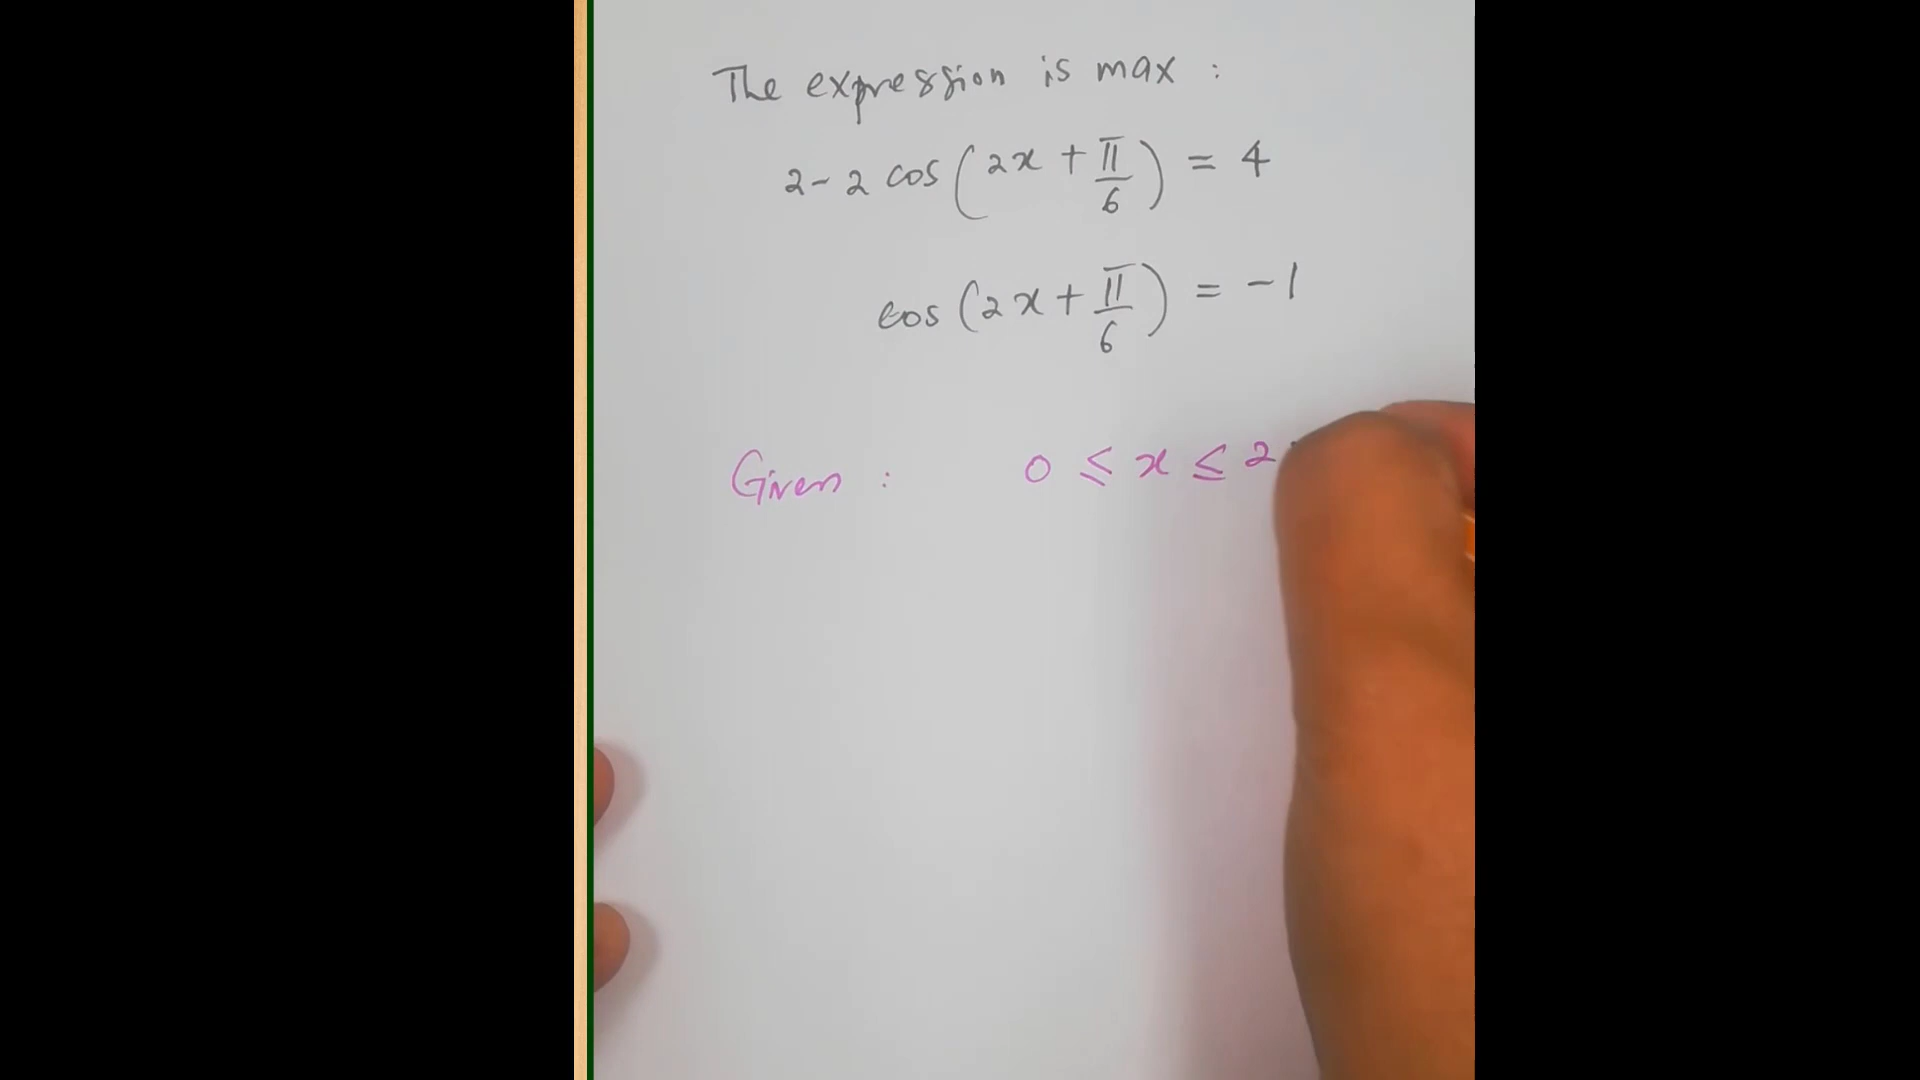 The expression is max :
2 - 2 cos(2x + π/6) = 4
cos(2x + π/6) = -1
Given : 0 ≤ x ≤ 2